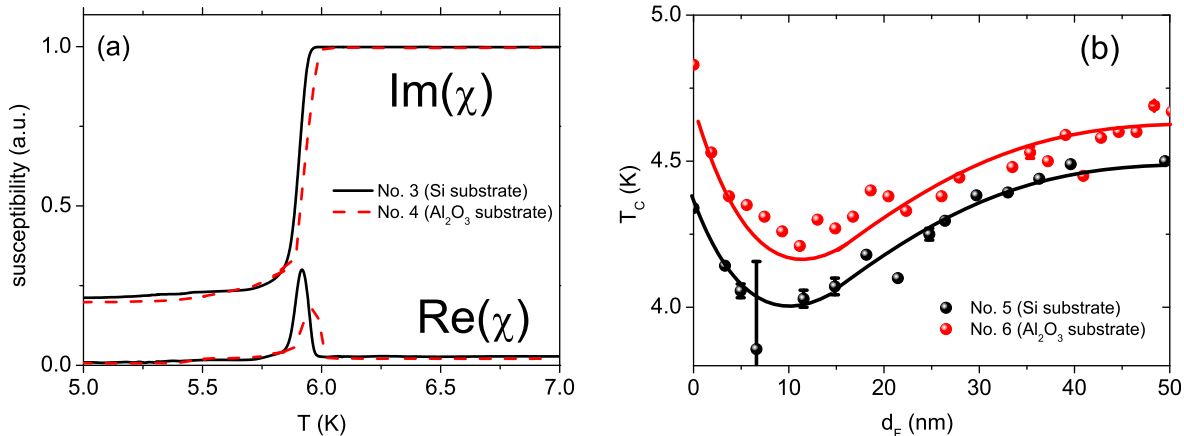 (a)
1.0
0.5
0.0
susceptibility (a.u.)
Im(χ)
No. 3 (Si substrate)
No. 4 (Al₂O₃ substrate)
Re(χ)
5.0 5.5 6.0 6.5 7.0
T (K)
(b)
5.0
4.5
4.0
T_C (K)
No. 5 (Si substrate)
No. 6 (Al₂O₃ substrate)
0 10 20 30 40 50
d_F (nm)